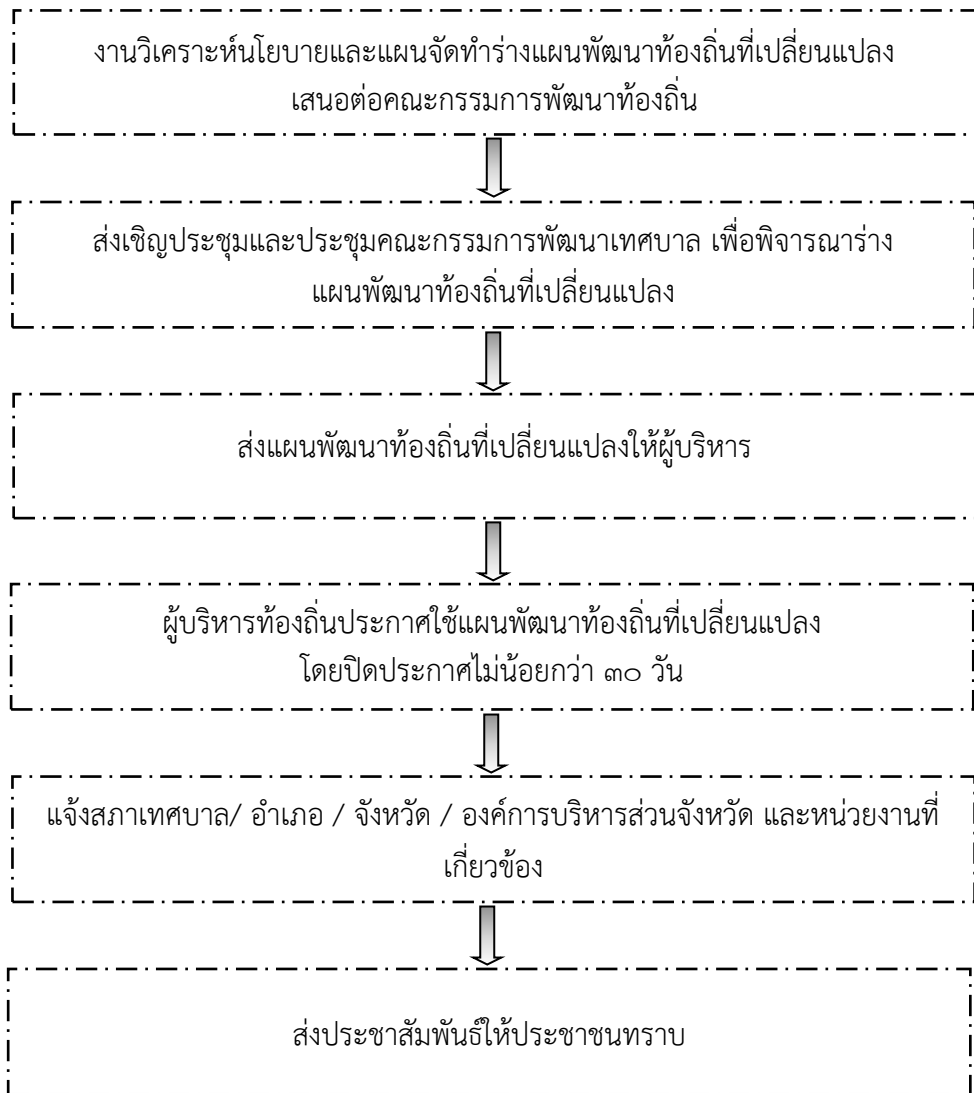 งานวิเคราะห์นโยบายและแผนจัดทำร่างแผนพัฒนาท้องถิ่นที่เปลี่ยนแปลง
เสนอต่อคณะกรรมการพัฒนาท้องถิ่น
ส่งเชิญประชุมและประชุมคณะกรรมการพัฒนาเทศบาล เพื่อพิจารณาร่าง
แผนพัฒนาท้องถิ่นที่เปลี่ยนแปลง
ส่งแผนพัฒนาท้องถิ่นที่เปลี่ยนแปลงให้ผู้บริหาร
ผู้บริหารท้องถิ่นประกาศใช้แผนพัฒนาท้องถิ่นที่เปลี่ยนแปลง
โดยปิดประกาศไม่น้อยกว่า ๓๐ วัน
แจ้งสภาเทศบาล/ อำเภอ / จังหวัด / องค์การบริหารส่วนจังหวัด และหน่วยงานที่
เกี่ยวข้อง
ส่งประชาสัมพันธ์ให้ประชาชนทราบ